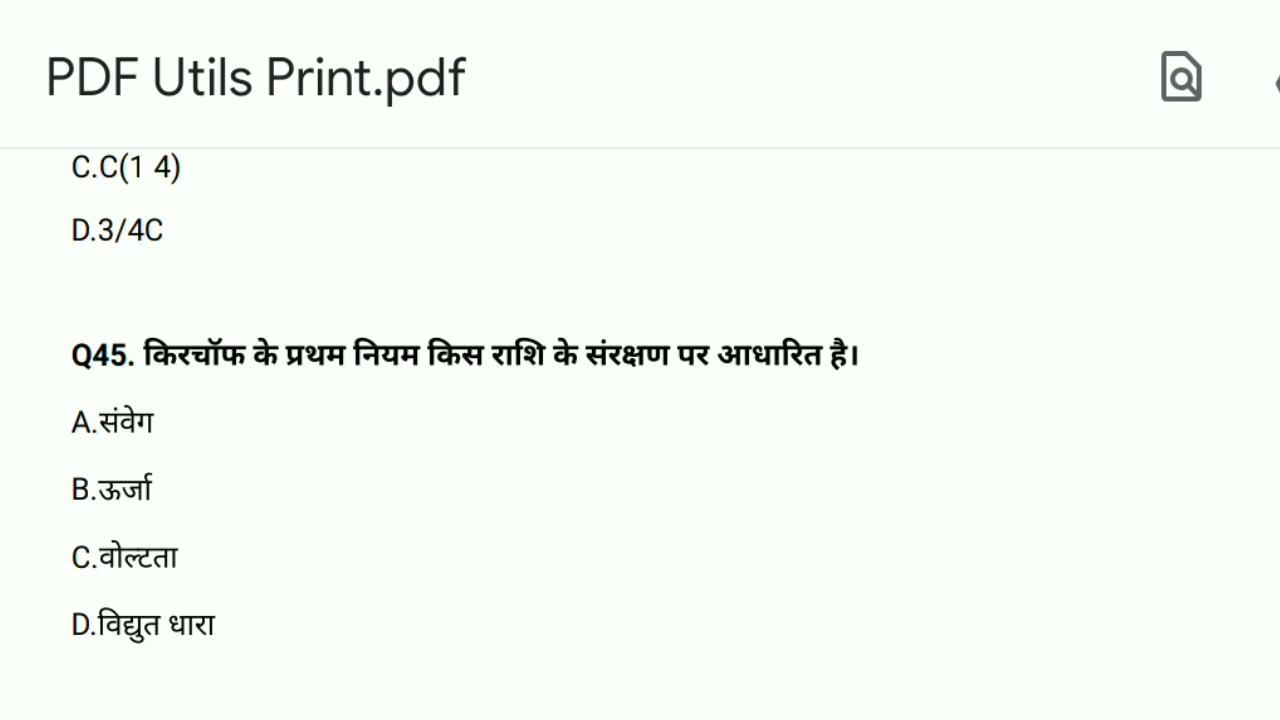 PDF Utils Print.pdf
C.C(1 4)
D.3/4C
Q45. किरचॉफ के प्रथम नियम किस राशि के संरक्षण पर आधारित है।
A.संवेग
B.ऊर्जा
C.वोल्टता
D.विद्युत धारा